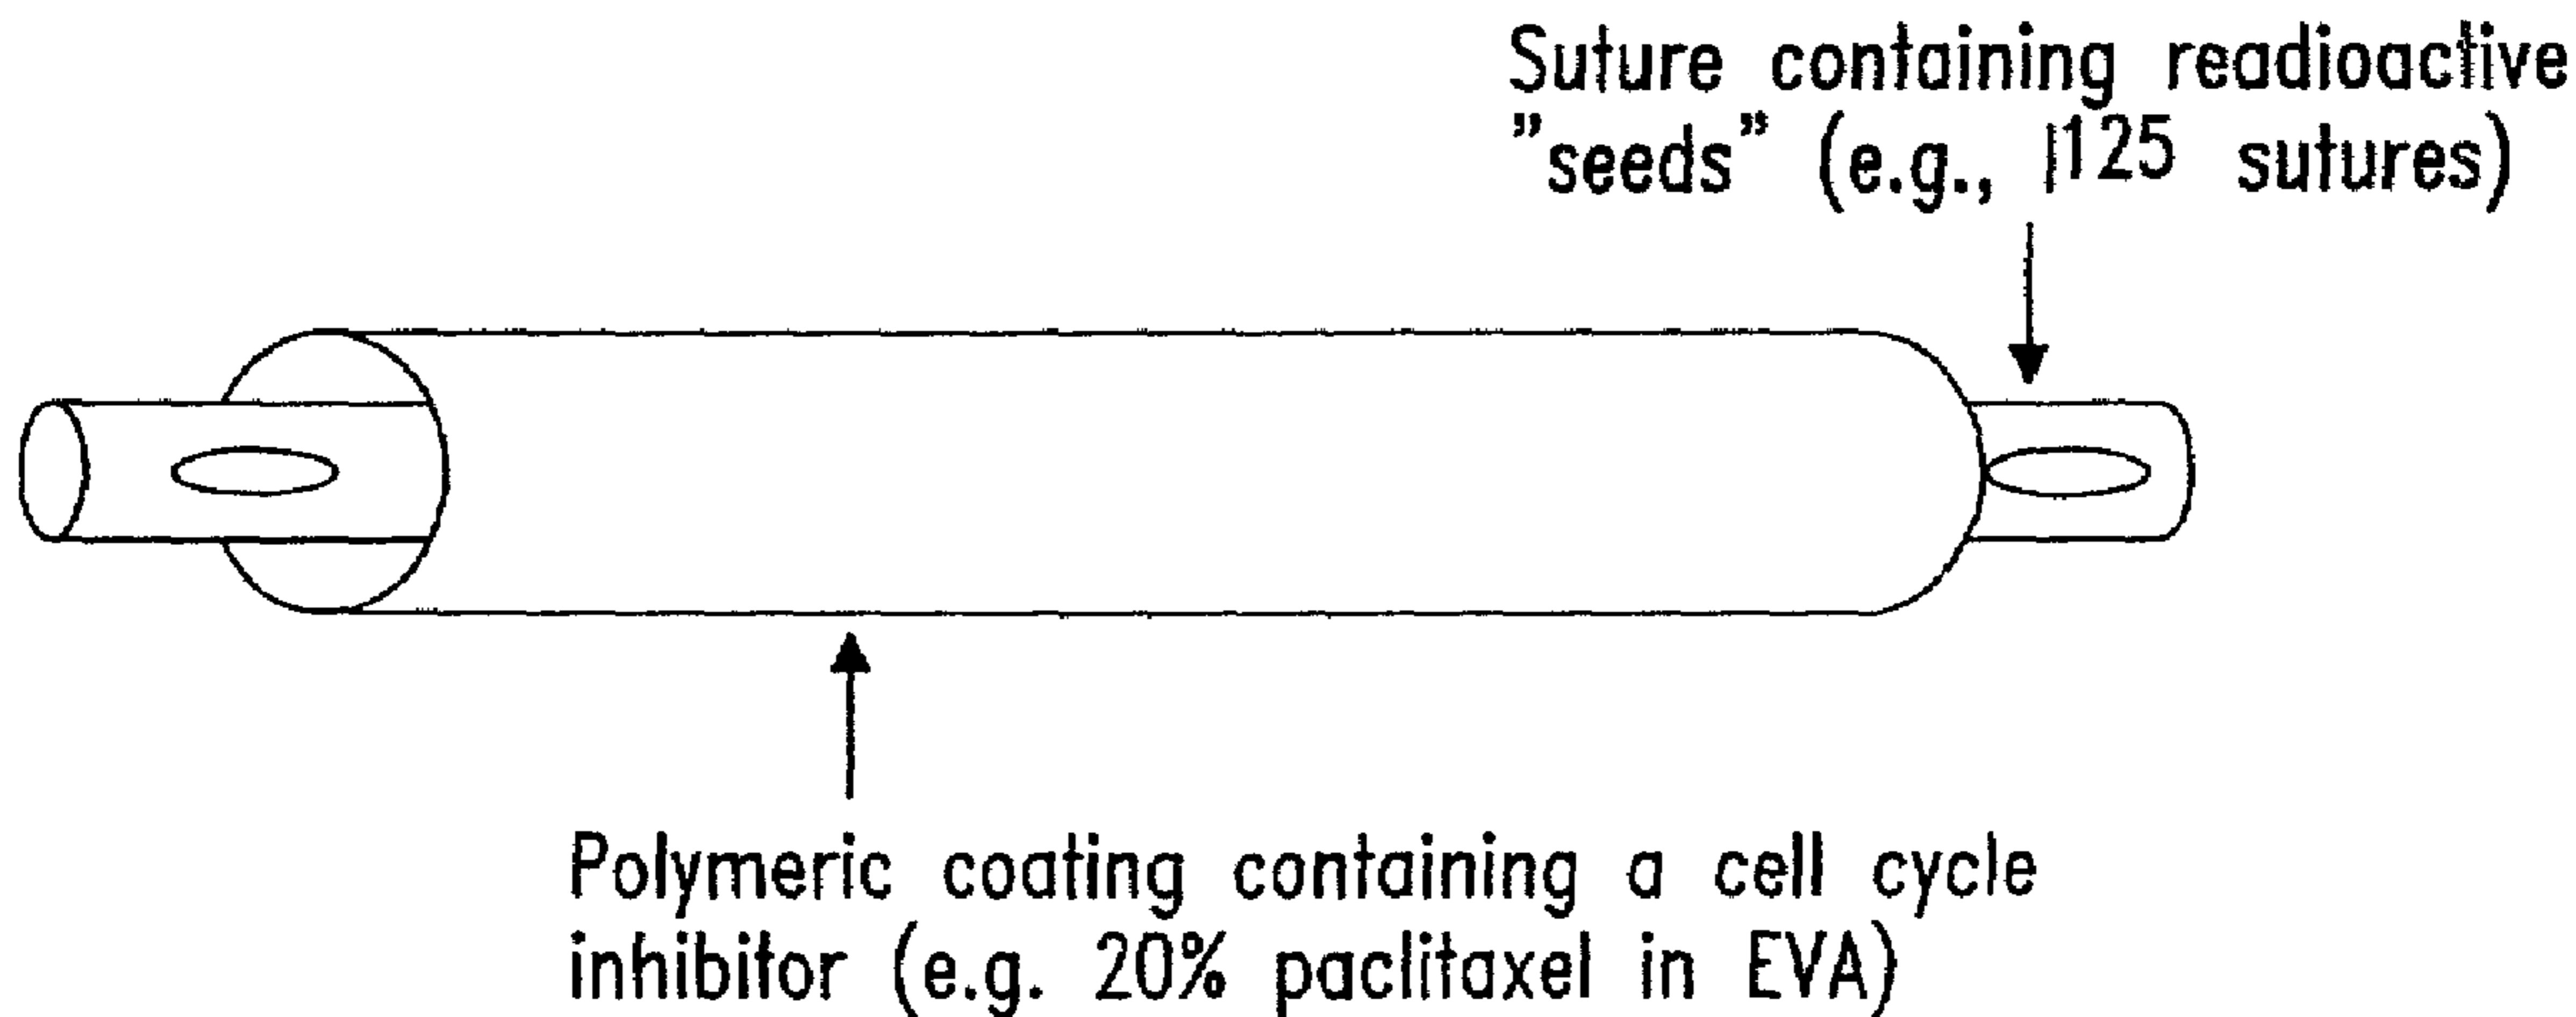 Suture containing readioactive
"seeds" (e.g., I125 sutures)
Polymeric coating containing a cell cycle
inhibitor (e.g. 20% paclitaxel in EVA)